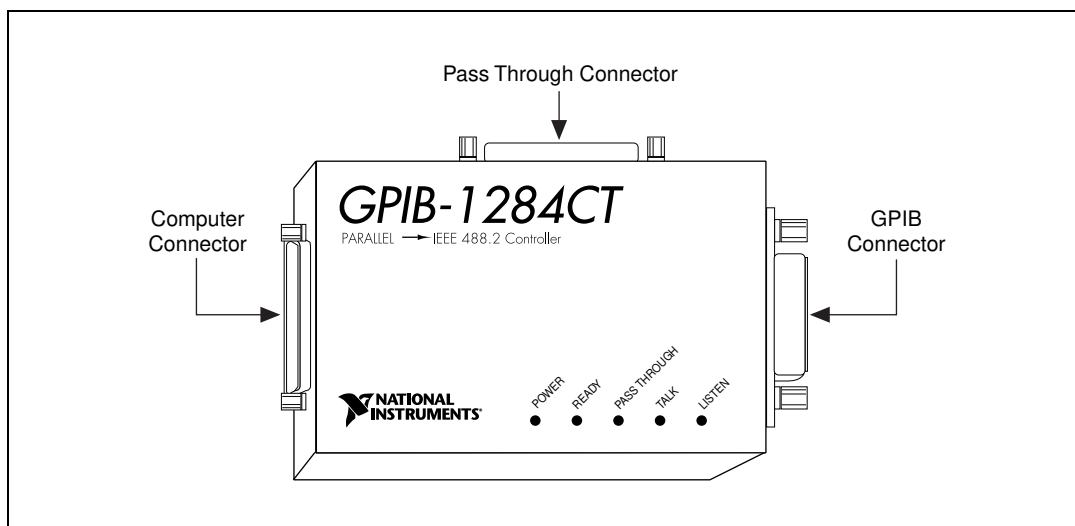 Pass Through Connector
Computer
Connector
GPIB
Connector
GPIB-1284CT
PARALLEL → IEEE 488.2 Controller
POWER
READY
PASS THROUGH
TALK
LISTEN
NATIONAL
INSTRUMENTS®